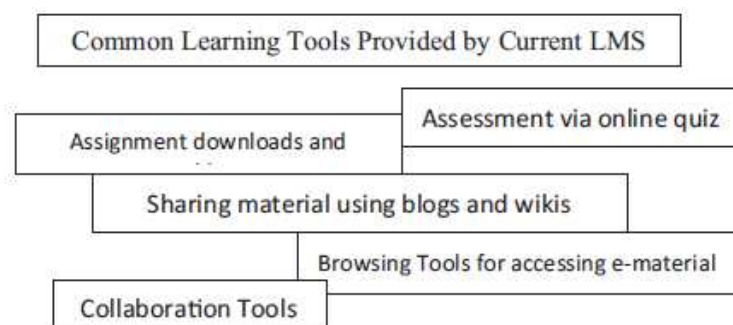 Common Learning Tools Provided by Current LMS
Assessment via online quiz
Assignment downloads and
Sharing material using blogs and wikis
Browsing Tools for accessing e-material
Collaboration Tools